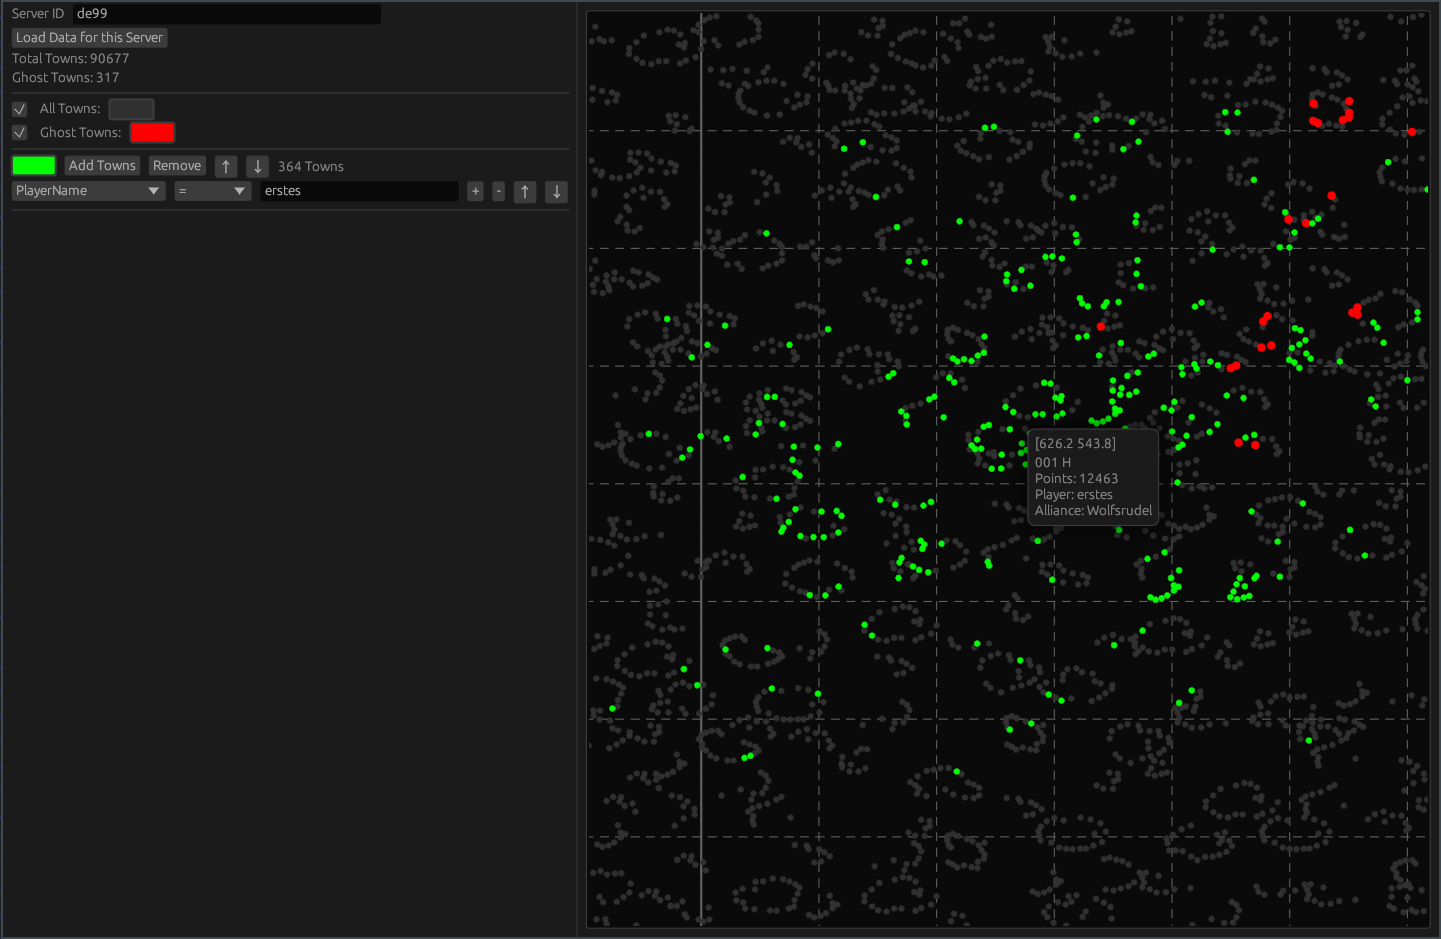 Server ID de99
Load Data for this Server
Total Towns: 90677
Ghost Towns: 317
All Towns:
Ghost Towns:
Add Towns Remove ↑ ↓ 364 Towns
PlayerName = erstes + - ↑ ↓
[626.2 543.8]
001 H
Points: 12463
Player: erstes
Alliance: Wolfsrudel